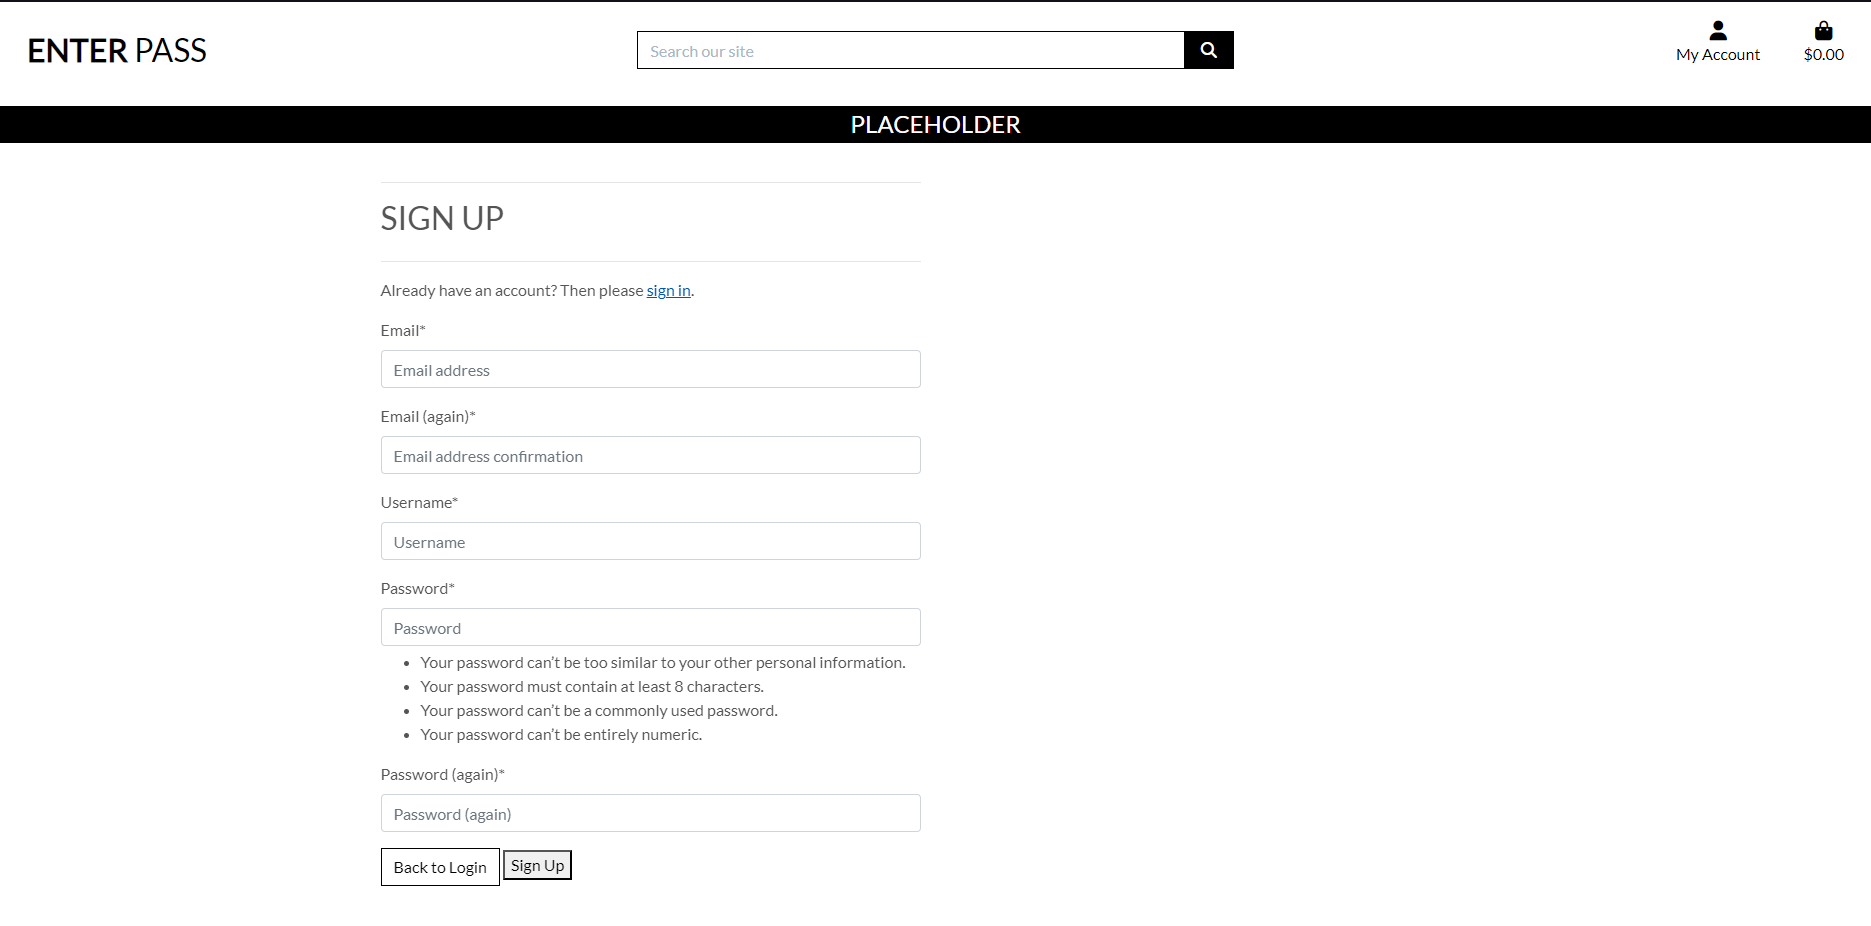 ENTER PASS
Search our site
My Account
$0.00
PLACEHOLDER
SIGN UP
Already have an account? Then please sign in.
Email*
Email address
Email (again)*
Email address confirmation
Username*
Username
Password*
Password
• Your password can’t be too similar to your other personal information.
• Your password must contain at least 8 characters.
• Your password can’t be a commonly used password.
• Your password can’t be entirely numeric.
Password (again)*
Password (again)
Back to Login Sign Up